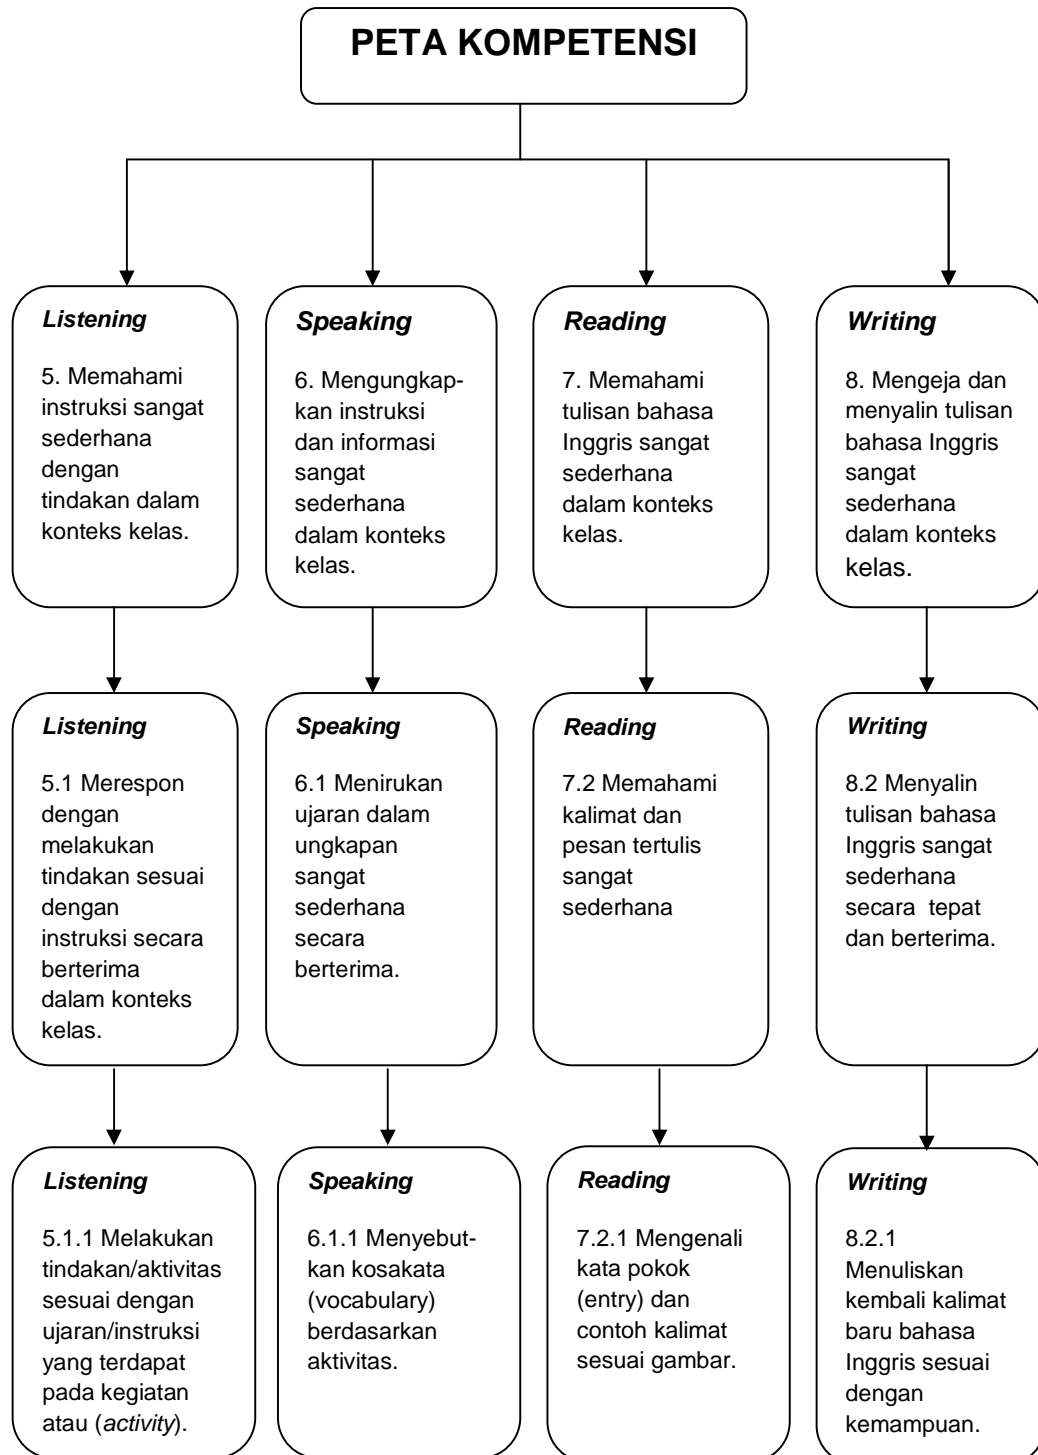 PETA KOMPETENSI
Listening
5. Memahami
instruksi sangat
sederhana
dengan
tindakan dalam
konteks kelas.
Speaking
6. Mengungkap-
kan instruksi
dan informasi
sangat
sederhana
dalam konteks
kelas.
Reading
7. Memahami
tulisan bahasa
Inggris sangat
sederhana
dalam konteks
kelas.
Writing
8. Mengeja dan
menyalin tulisan
bahasa Inggris
sangat
sederhana
dalam konteks
kelas.
Listening
5.1 Merespon
dengan
melakukan
tindakan sesuai
dengan
instruksi secara
berterima
dalam konteks
kelas.
Speaking
6.1 Menirukan
ujaran dalam
ungkapan
sangat
sederhana
secara
berterima.
Reading
7.2 Memahami
kalimat dan
pesan tertulis
sangat
sederhana
Writing
8.2 Menyalin
tulisan bahasa
Inggris sangat
sederhana
secara tepat
dan berterima.
Listening
5.1.1 Melakukan
tindakan/aktivitas
sesuai dengan
ujaran/instruksi
yang terdapat
pada kegiatan
atau (activity).
Speaking
6.1.1 Menyebut-
kan kosakata
(vocabulary)
berdasarkan
aktivitas.
Reading
7.2.1 Mengenali
kata pokok
(entry) dan
contoh kalimat
sesuai gambar.
Writing
8.2.1
Menuliskan
kembali kalimat
baru bahasa
Inggris sesuai
dengan
kemampuan.